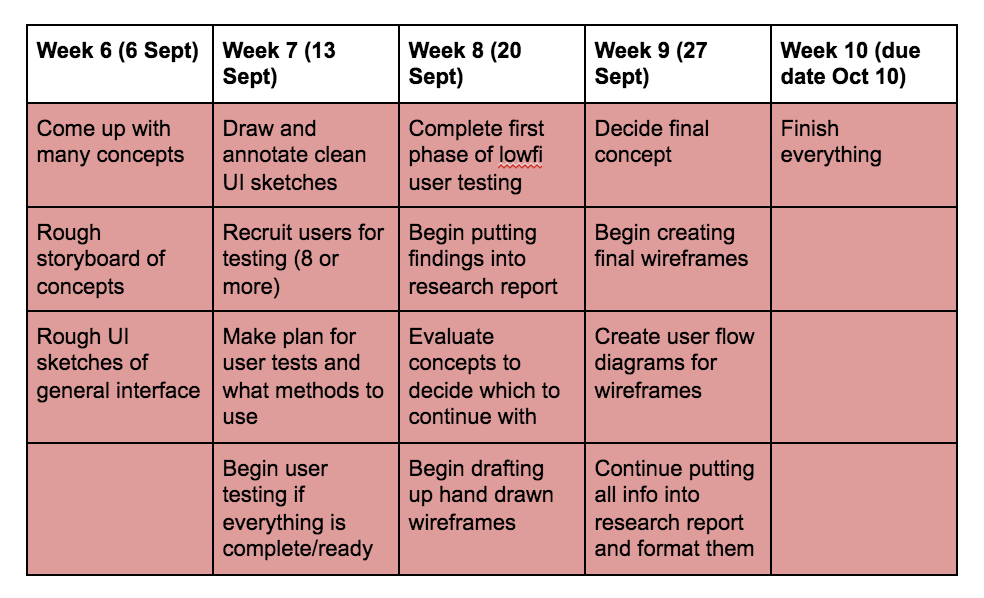 Week 6 (6 Sept)
Week 7 (13
Sept)
Week 8 (20
Sept)
Week 9 (27
Sept)
Week 10 (due
date Oct 10)
Come up with
many concepts
Draw and
annotate clean
UI sketches
Complete first
phase of lowfi
user testing
Decide final
concept
Finish
everything
Rough
storyboard of
concepts
Recruit users for
testing (8 or
more)
Begin putting
findings into
research report
Begin creating
final wireframes
Rough UI
sketches of
general interface
Make plan for
user tests and
what methods to
use
Evaluate
concepts to
decide which to
continue with
Create user flow
diagrams for
wireframes
Begin user
testing if
everything is
complete/ready
Begin drafting
up hand drawn
wireframes
Continue putting
all info into
research report
and format them